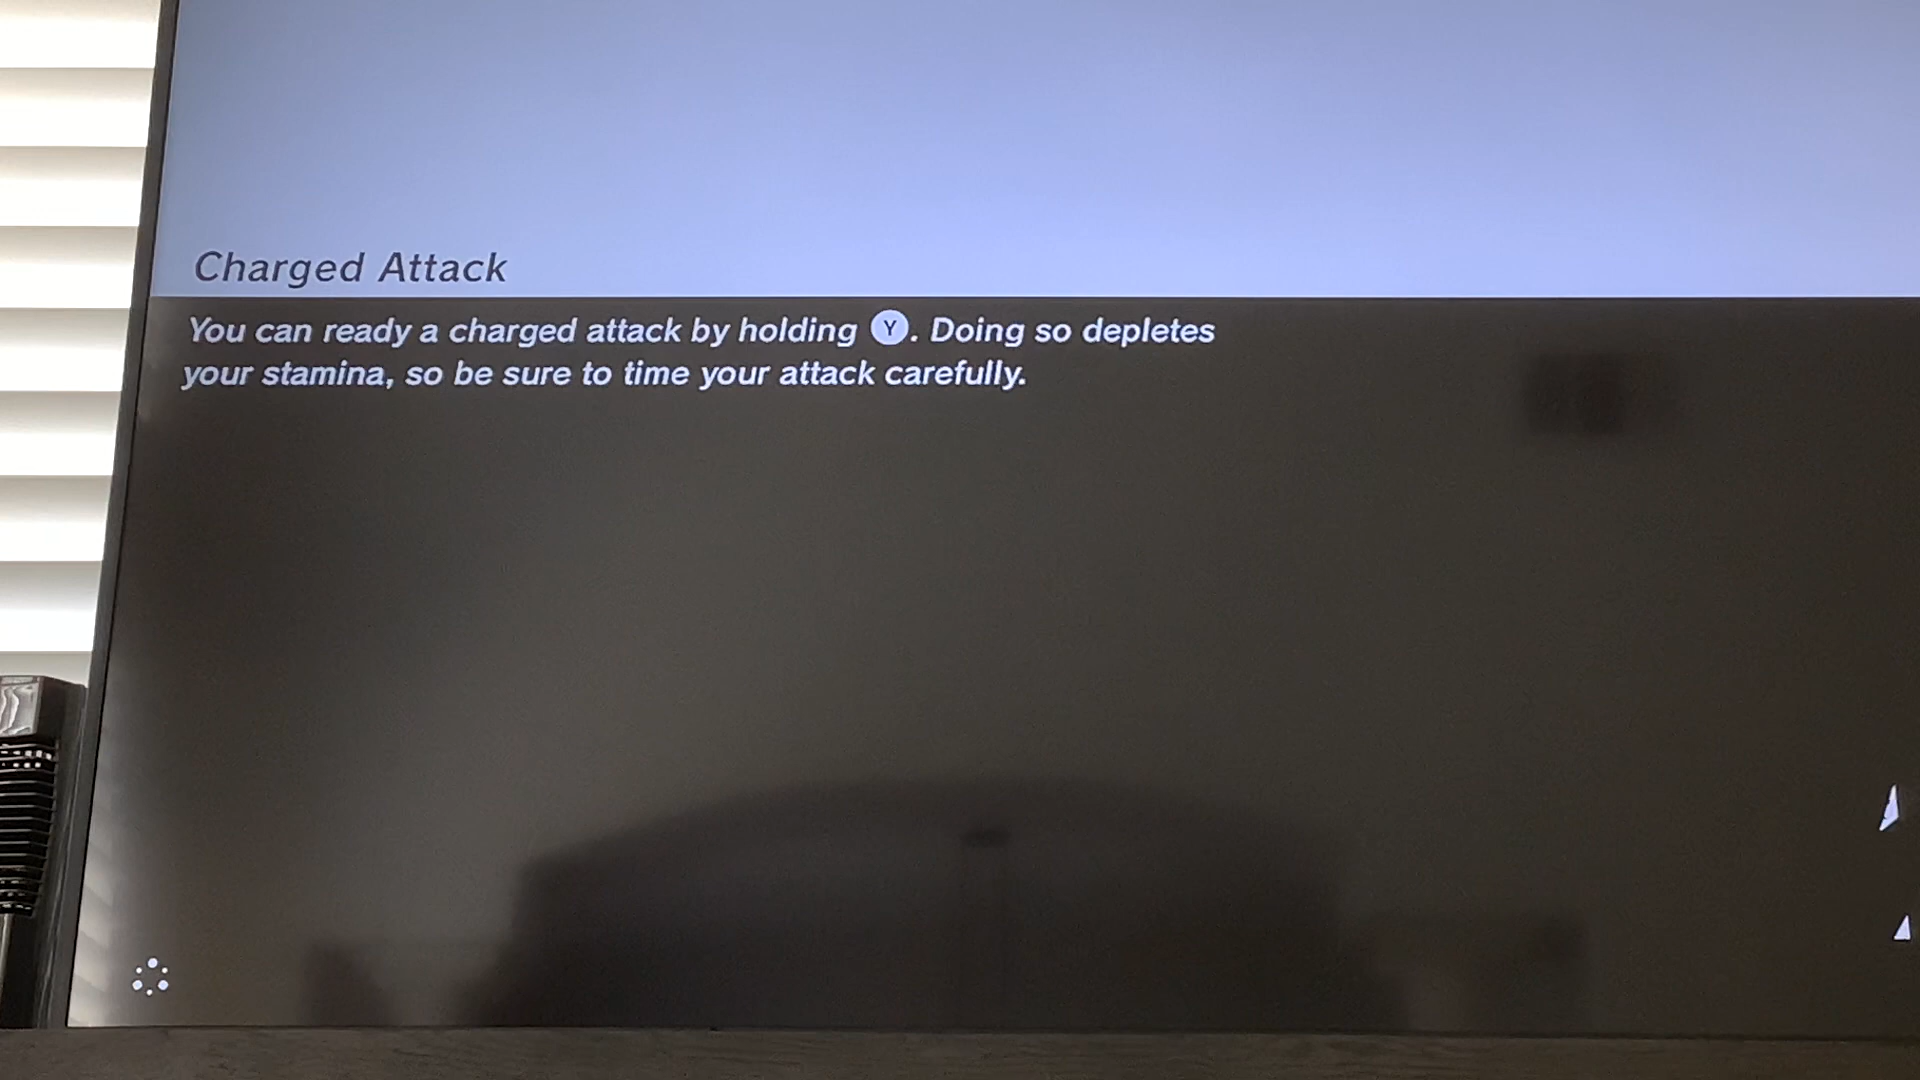 Charged Attack
You can ready a charged attack by holding Y. Doing so depletes
your stamina, so be sure to time your attack carefully.